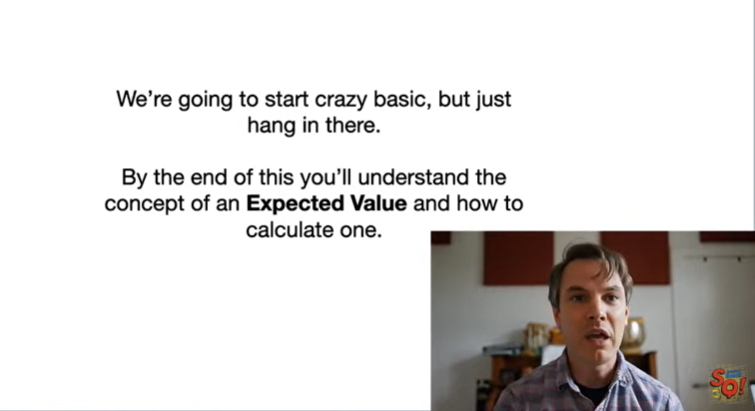 We're going to start crazy basic, but just
hang in there.
By the end of this you'll understand the
concept of an Expected Value and how to
calculate one.
SQ!